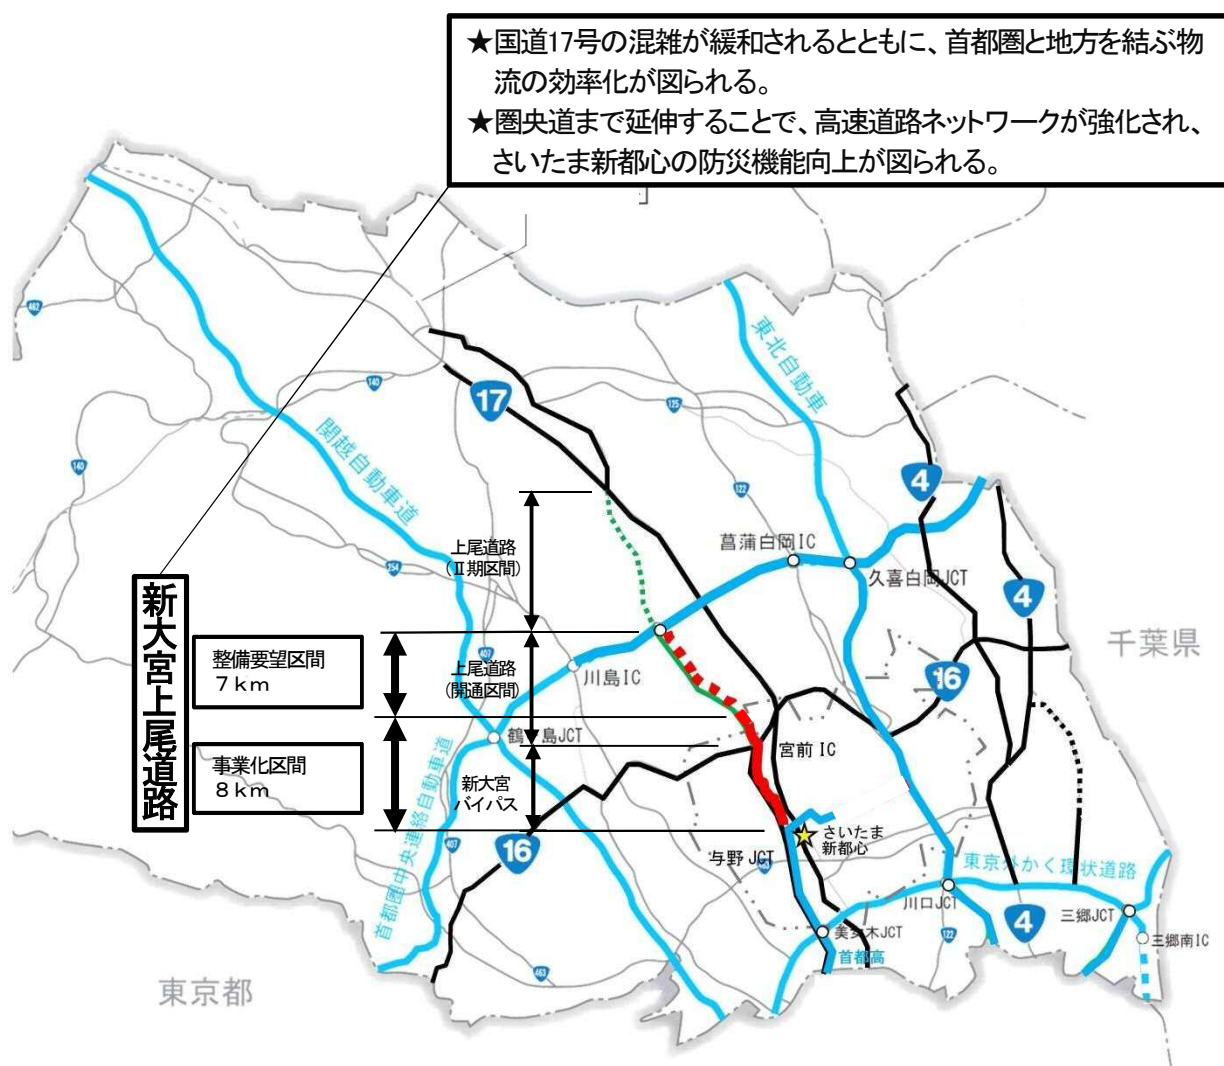 ★国道17号の混雑が緩和されるとともに、首都圏と地方を結ぶ物
流の効率化が図られる。
★圏央道まで延伸することで、高速道路ネットワークが強化され、
さいたま新都心の防災機能向上が図られる。
462
140
17
125
東北自動車
関越自動車道
140
122
4
4
上尾道路
(Ⅱ期区間)
菖蒲白岡IC
久喜白岡JCT
254
新大宮上尾道路
整備要望区間
7km
407
上尾道路
(開通区間)
川島IC
16
千葉県
鶴ヶ島JCT
宮前IC
事業化区間
8km
新大宮
バイパス
さいたま
新都心
407
16
与野JCT
首都圏中央連絡自動車道
東京外かく環状道路
川口JCT
三郷JCT
4
美女木JCT
122
三郷南IC
首都高
463
東京都